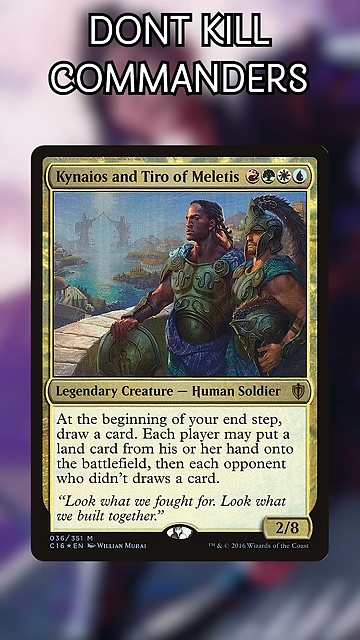 DONT KILL
COMMANDERS
Kynaios and Tiro of Meletis
Legendary Creature — Human Soldier
At the beginning of your end step,
draw a card. Each player may put a
land card from his or her hand onto
the battlefield, then each opponent
who didn't draws a card.
“Look what we fought for. Look what
we built together.”
2/8
036/351 M
C16 ★ EN WILLIAN MURAI
™ & © 2016 Wizards of the Coast